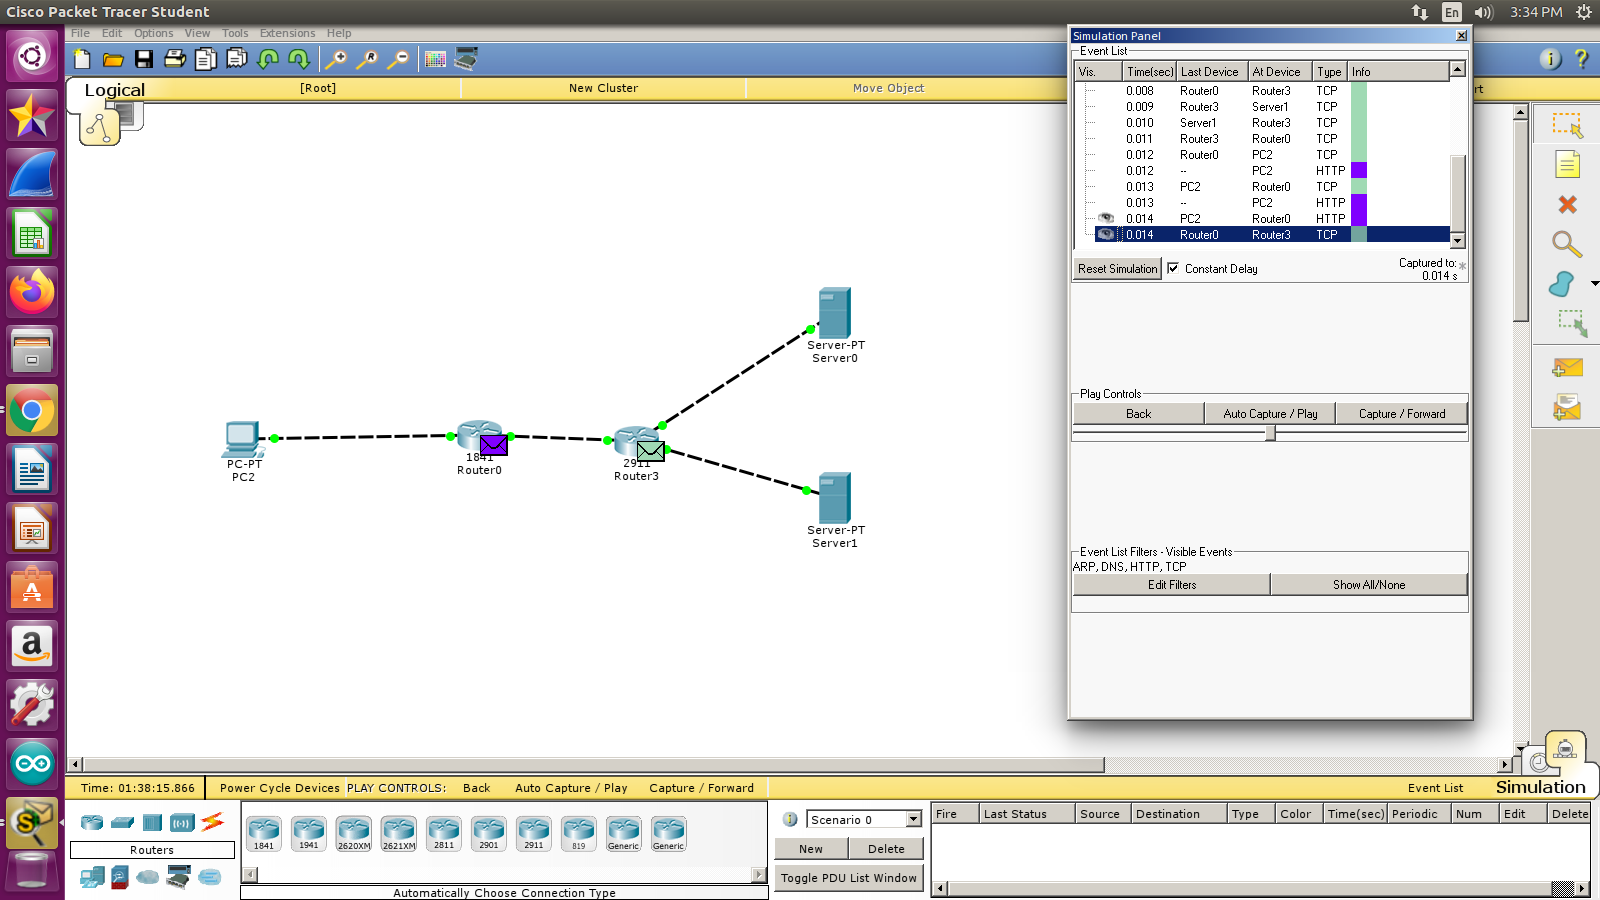 Cisco Packet Tracer Student
En
3:34 PM
File Edit Options View Tools Extensions Help
Logical
[Root]
New Cluster
Move Object
rt
Simulation Panel
Event List
Vis. Time(sec) Last Device At Device Type Info
0.008 Router0 Router3 TCP
0.009 Router3 Server1 TCP
0.010 Server1 Router3 TCP
0.011 Router3 Router0 TCP
0.012 Router0 PC2 TCP
0.012 -- PC2 HTTP
0.013 PC2 Router0 TCP
0.013 -- PC2 HTTP
0.014 PC2 Router0 HTTP
0.014 Router0 Router3 TCP
Reset Simulation
Constant Delay
Captured to: *
0.014 s
Play Controls
Back
Auto Capture / Play
Capture / Forward
Event List Filters - Visible Events
ARP, DNS, HTTP, TCP
Edit Filters
Show All/None
Server-PT
Server0
PC-PT
PC2
1841
Router0
2911
Router3
Server-PT
Server1
Time: 01:38:15.866
Power Cycle Devices
PLAY CONTROLS:
Back
Auto Capture / Play
Capture / Forward
Event List
Simulation
Routers
1841 1941 2620XM 2621XM 2811 2901 2911 819 Generic Generic
Automatically Choose Connection Type
Scenario 0
New
Delete
Toggle PDU List Window
Fire Last Status Source Destination Type Color Time(sec) Periodic Num Edit Delete